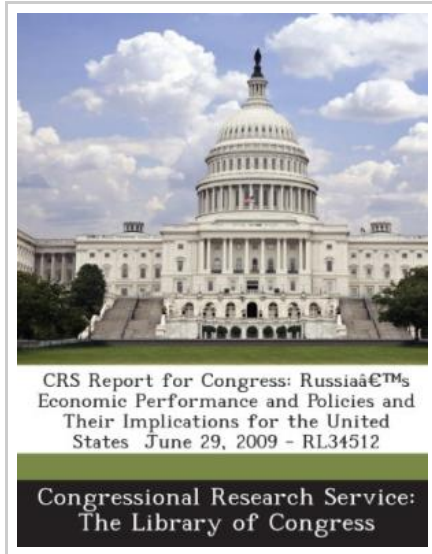 CRS Report for Congress: Russiaâ€™s
Economic Performance and Policies and
Their Implications for the United
States June 29, 2009 - RL34512
Congressional Research Service:
The Library of Congress